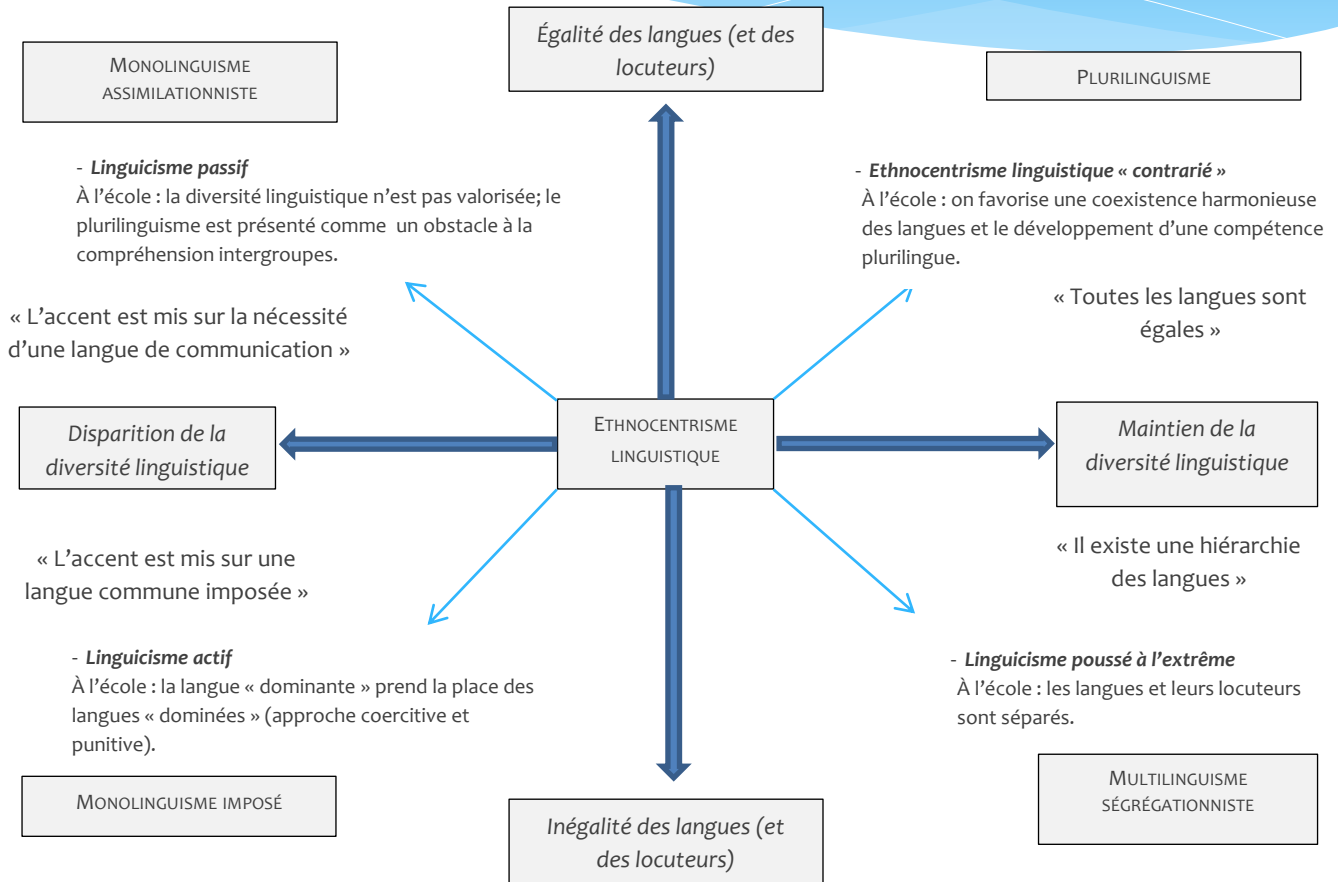 Égalité des langues (et des
locuteurs)
MONOLINGUISME
ASSIMILATIONNISTE
PLURILINGUISME
- Linguicisme passif
À l’école : la diversité linguistique n’est pas valorisée; le
plurilinguisme est présenté comme un obstacle à la
compréhension intergroupes.
- Ethnocentrisme linguistique « contrarié »
À l’école : on favorise une coexistence harmonieuse
des langues et le développement d’une compétence
plurilingue.
« L’accent est mis sur la nécessité
d’une langue de communication »
« Toutes les langues sont
égales »
Disparition de la
diversité linguistique
ETHNOCENTRISME
LINGUISTIQUE
Maintien de la
diversité linguistique
« L’accent est mis sur une
langue commune imposée »
« Il existe une hiérarchie
des langues »
- Linguicisme actif
À l’école : la langue « dominante » prend la place des
langues « dominées » (approche coercitive et
punitive).
- Linguicisme poussé à l’extrême
À l’école : les langues et leurs locuteurs
sont séparés.
MONOLINGUISME IMPOSÉ
MULTILINGUISME
SÉGRÉGATIONNISTE
Inégalité des langues (et
des locuteurs)